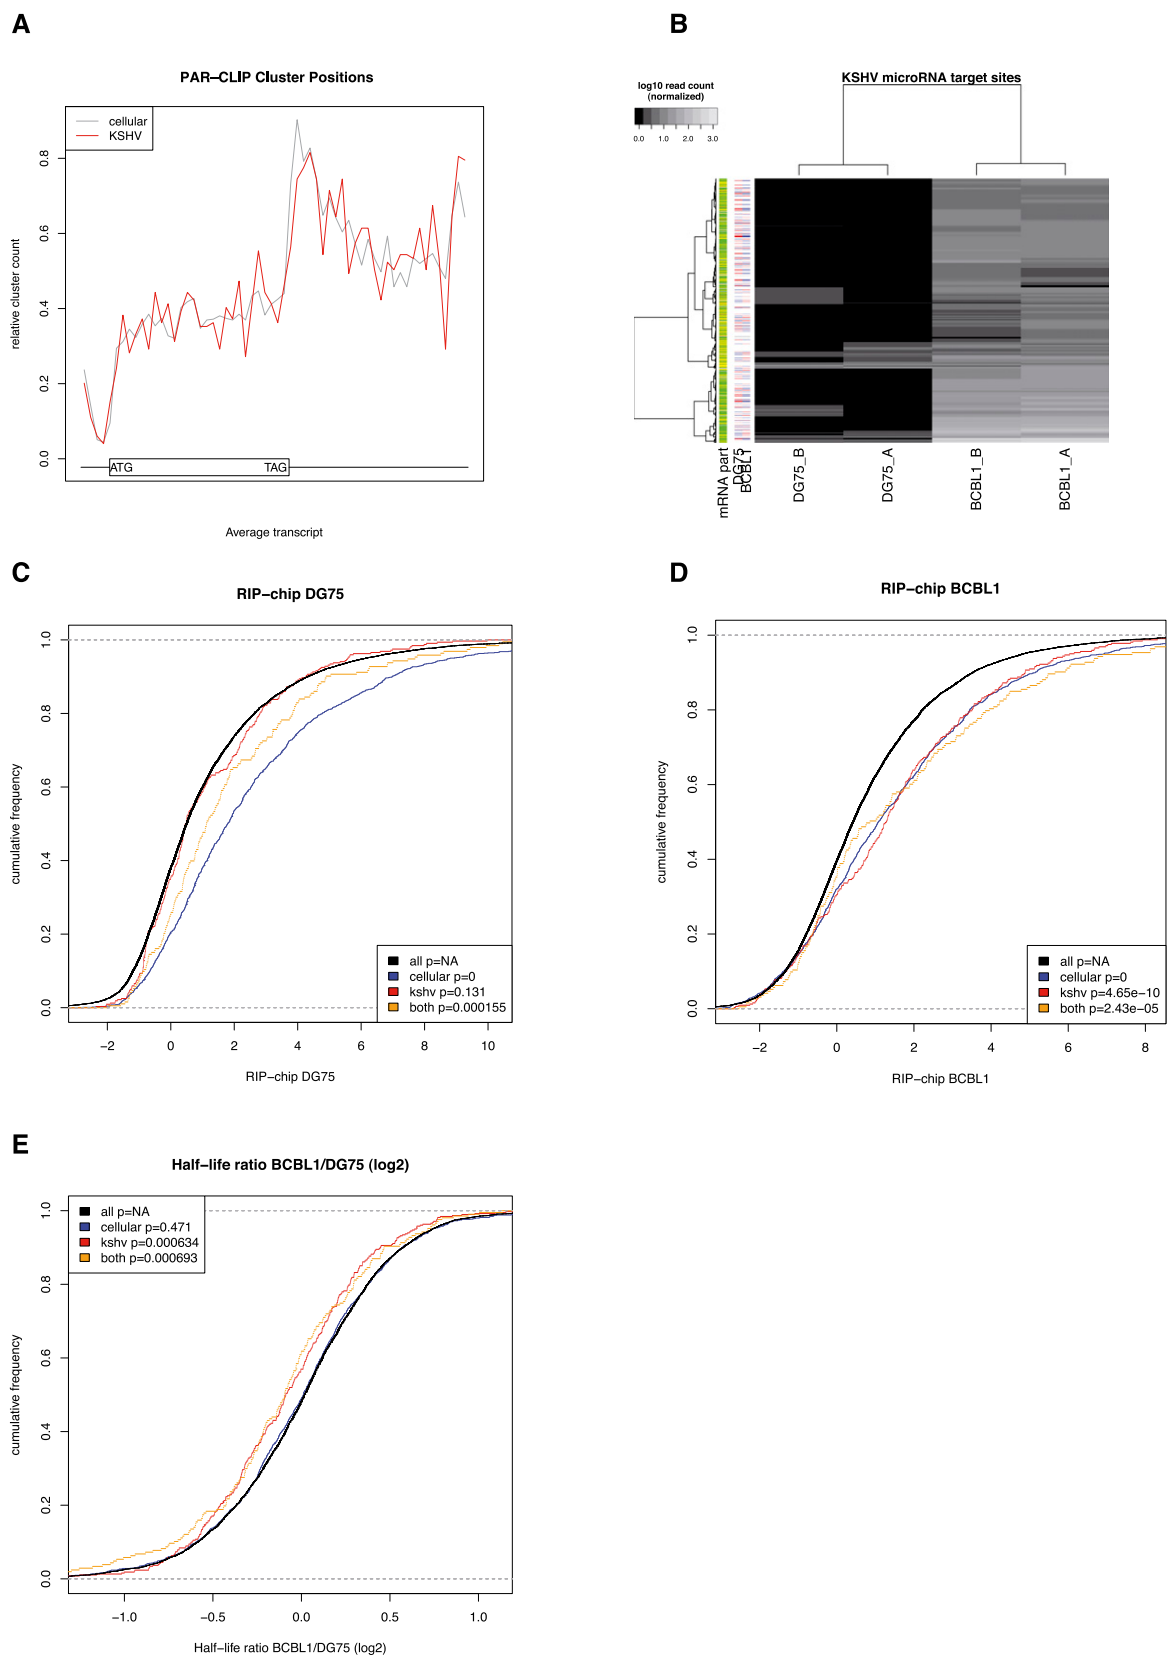 A
PAR–CLIP Cluster Positions
cellular
KSHV
relative cluster count
0.8
0.6
0.4
0.2
0.0
ATG
TAG
Average transcript
B
KSHV microRNA target sites
log10 read count
(normalized)
0.0 1.0 2.0 3.0
mRNA part
DG75
BCBL1
DG75_B
DG75_A
BCBL1_B
BCBL1_A
C
RIP–chip DG75
cumulative frequency
1.0
0.8
0.6
0.4
0.2
0.0
all p=NA
cellular p=0
kshv p=0.131
both p=0.000155
−2 0 2 4 6 8 10
RIP–chip DG75
D
RIP–chip BCBL1
cumulative frequency
1.0
0.8
0.6
0.4
0.2
0.0
all p=NA
cellular p=0
kshv p=4.65e−10
both p=2.43e−05
−2 0 2 4 6 8
RIP–chip BCBL1
E
Half–life ratio BCBL1/DG75 (log2)
all p=NA
cellular p=0.471
kshv p=0.000634
both p=0.000693
cumulative frequency
1.0
0.8
0.6
0.4
0.2
0.0
−1.0 −0.5 0.0 0.5 1.0
Half–life ratio BCBL1/DG75 (log2)